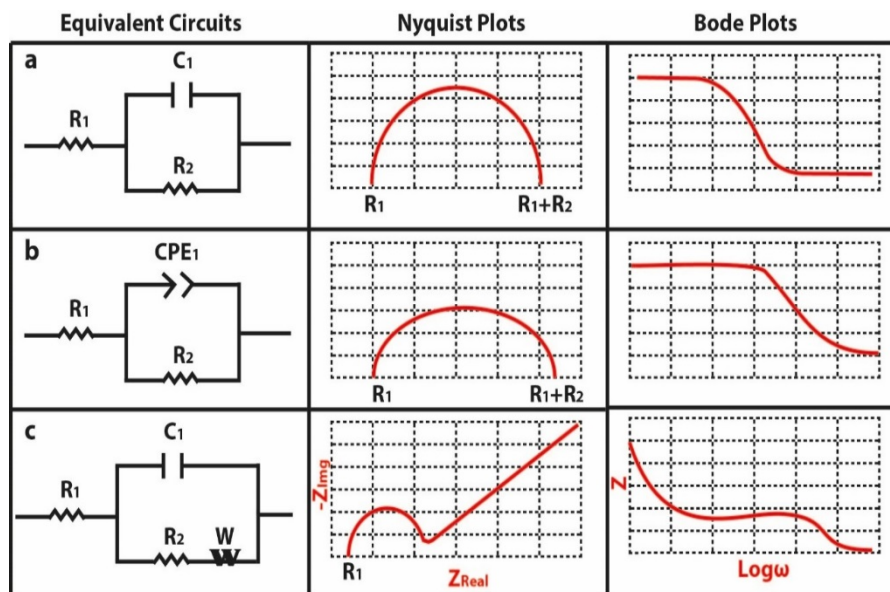 Equivalent Circuits
Nyquist Plots
Bode Plots
a
C1
R1
R2
R1
R1+R2
b
CPE1
R1
R2
R1
R1+R2
c
C1
R1
R2
W
-ZImg
R1
ZReal
Z
Logω